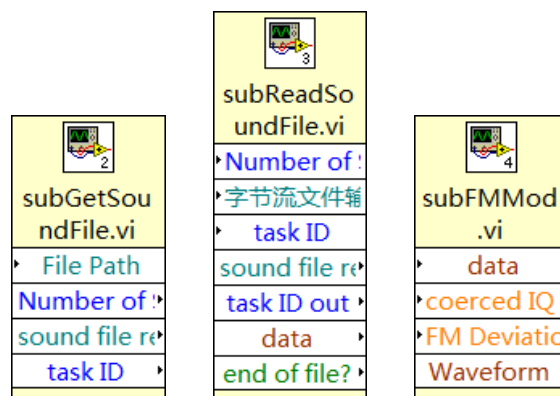 2
subGetSou
ndFile.vi
File Path
Number of
sound file re
task ID
3
subReadSo
undFile.vi
Number of
字节流文件输
task ID
sound file re
task ID out
data
end of file?
4
subFMMod
.vi
data
coerced IQ
FM Deviatio
Waveform